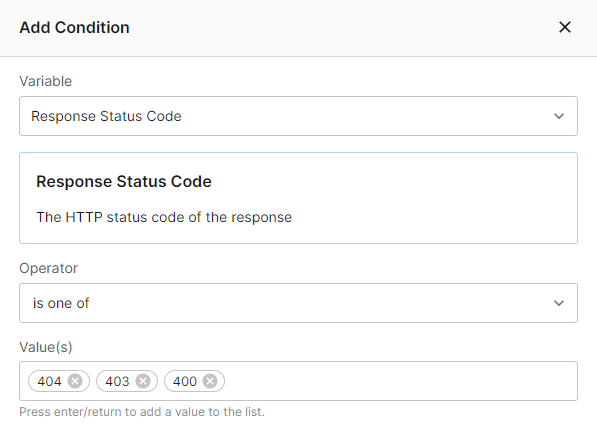 Add Condition
Variable
Response Status Code
Response Status Code
The HTTP status code of the response
Operator
is one of
Value(s)
404 403 400
Press enter/return to add a value to the list.